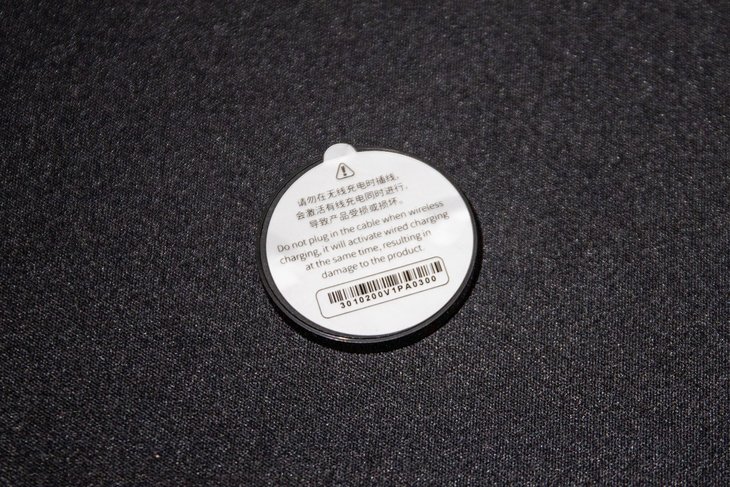 请勿在无线充电时插线，
会激活有线充电同时进行，
导致产品受损或损坏。
Do not plug in the cable when wireless
charging, it will activate wired charging
at the same time, resulting in
damage to the product.
3010200V1PA0300